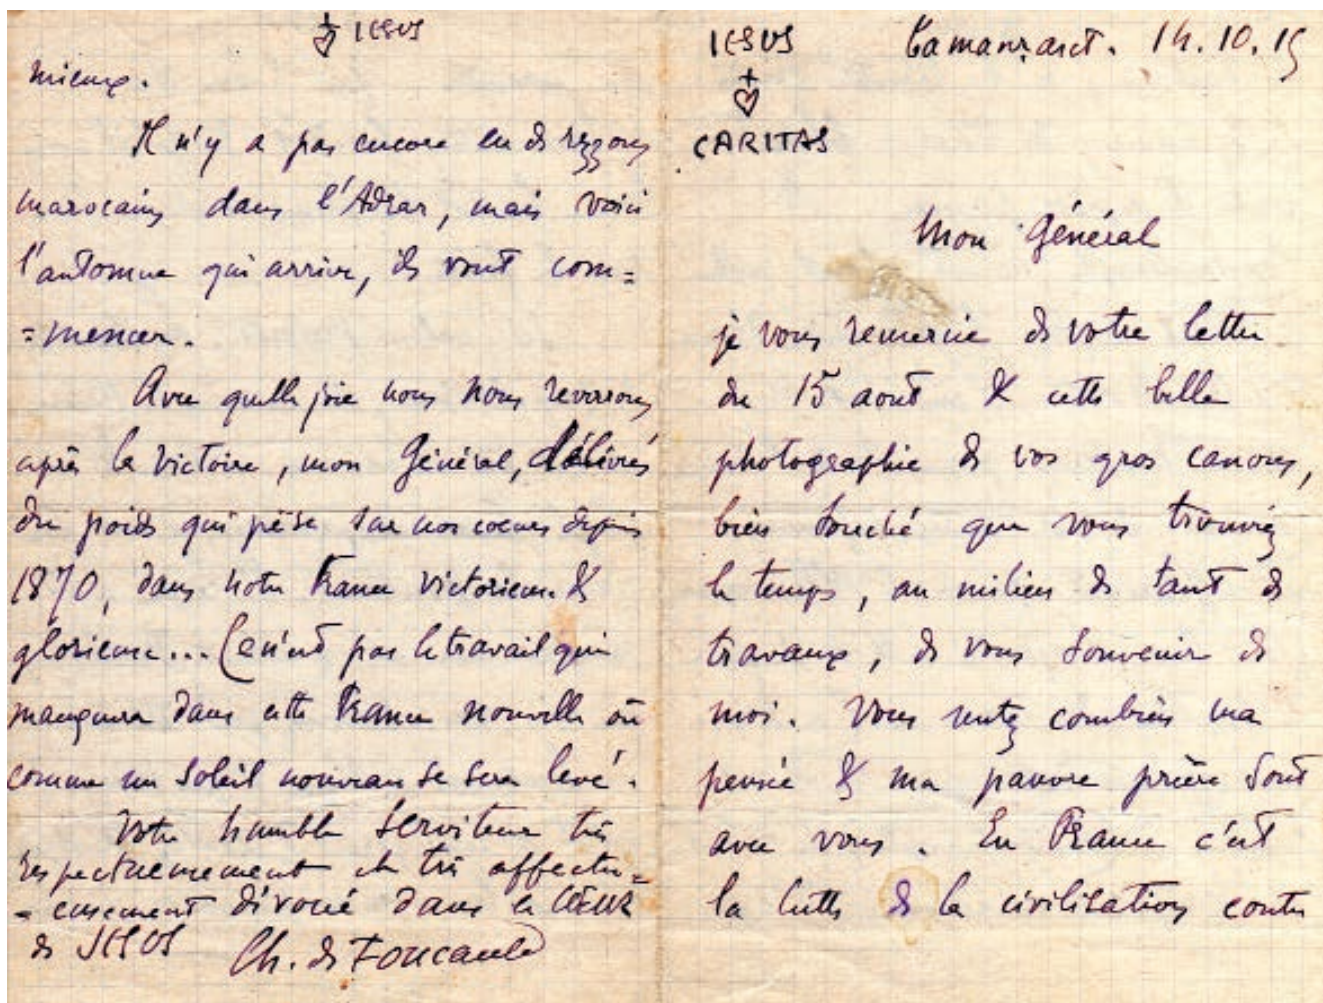 IESUS
CARITAS
Tamanrasset. 14.10.15
Mon Général
je vous remercie de votre lettre
du 15 août & cette belle
photographie de vos gros canons,
bien touché que vous trouviez
le temps, au milieu de tant de
travaux, de vous souvenir de
moi. Vous sentez combien ma
pensée & ma pauvre prière sont
avec vous. En France c'est
la lutte de la civilisation contre
IESUS
mieux.
Il n'y a pas encore eu de rezzous
marocains dans l'Adrar, mais voici
l'automne qui arrive, ils vont com=
=mencer.
Avec quelle joie nous nous reverrons
après la victoire, mon Général, délivrés
du poids qui pèse sur nos coeurs depuis
1870, dans notre France victorieuse &
glorieuse... Ce n'est pas le travail qui
manquera dans cette France nouvelle où
comme un soleil nouveau se sera levé.
Votre humble serviteur très
respectueusement et très affectu=
=eusement dévoué dans le COEUR
de JESUS
Ch. de Foucauld